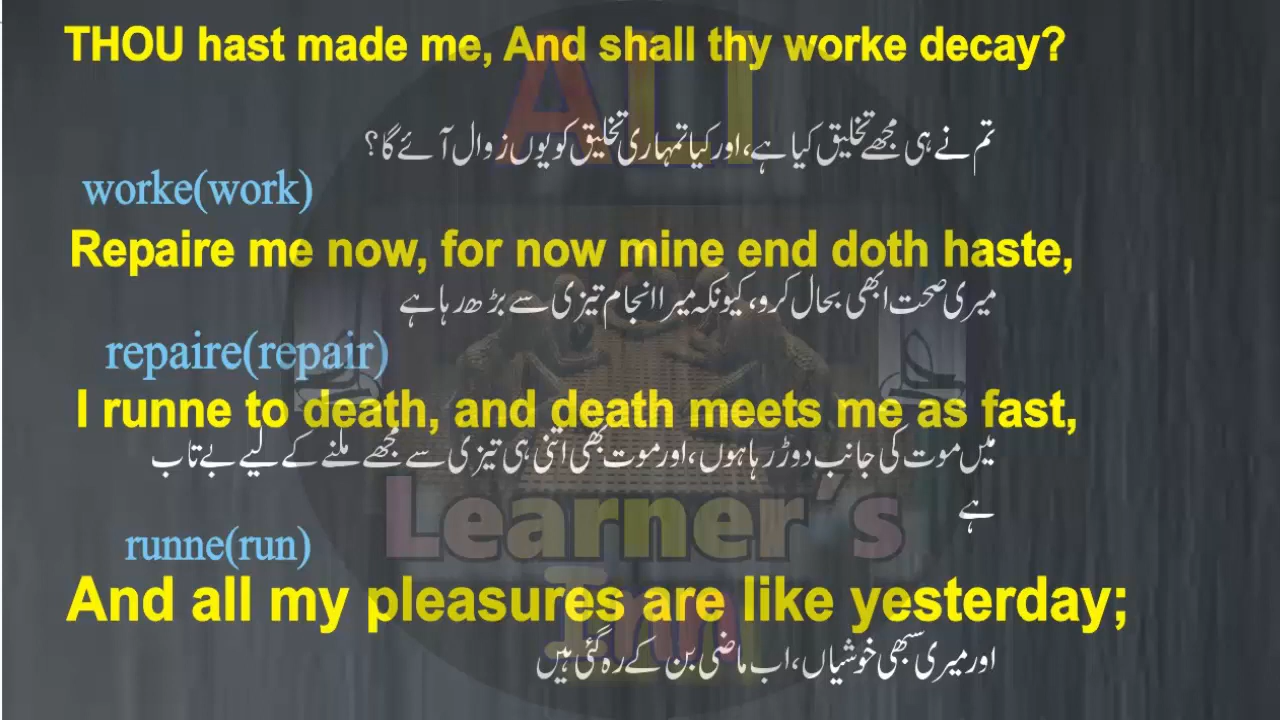 THOU hast made me, And shall thy worke decay?
تم نے ہی مجھے تخلیق کیا ہے، اور کیا تمہاری تخلیق کو یوں زوال آئے گا؟
worke(work)
Repaire me now, for now mine end doth haste,
میری صحت ابھی بحال کرو، کیونکہ میرا انجام تیزی سے بڑھ رہا ہے
repaire(repair)
I runne to death, and death meets me as fast,
میں موت کی جانب دوڑ رہا ہوں، اور موت بھی اتنی ہی تیزی سے مجھے ملنے کے لیے بے تاب
ہے
runne(run)
And all my pleasures are like yesterday;
اور میری سبھی خوشیاں، اب ماضی بن کے رہ گئی ہیں
ALI
Learner's
Inn